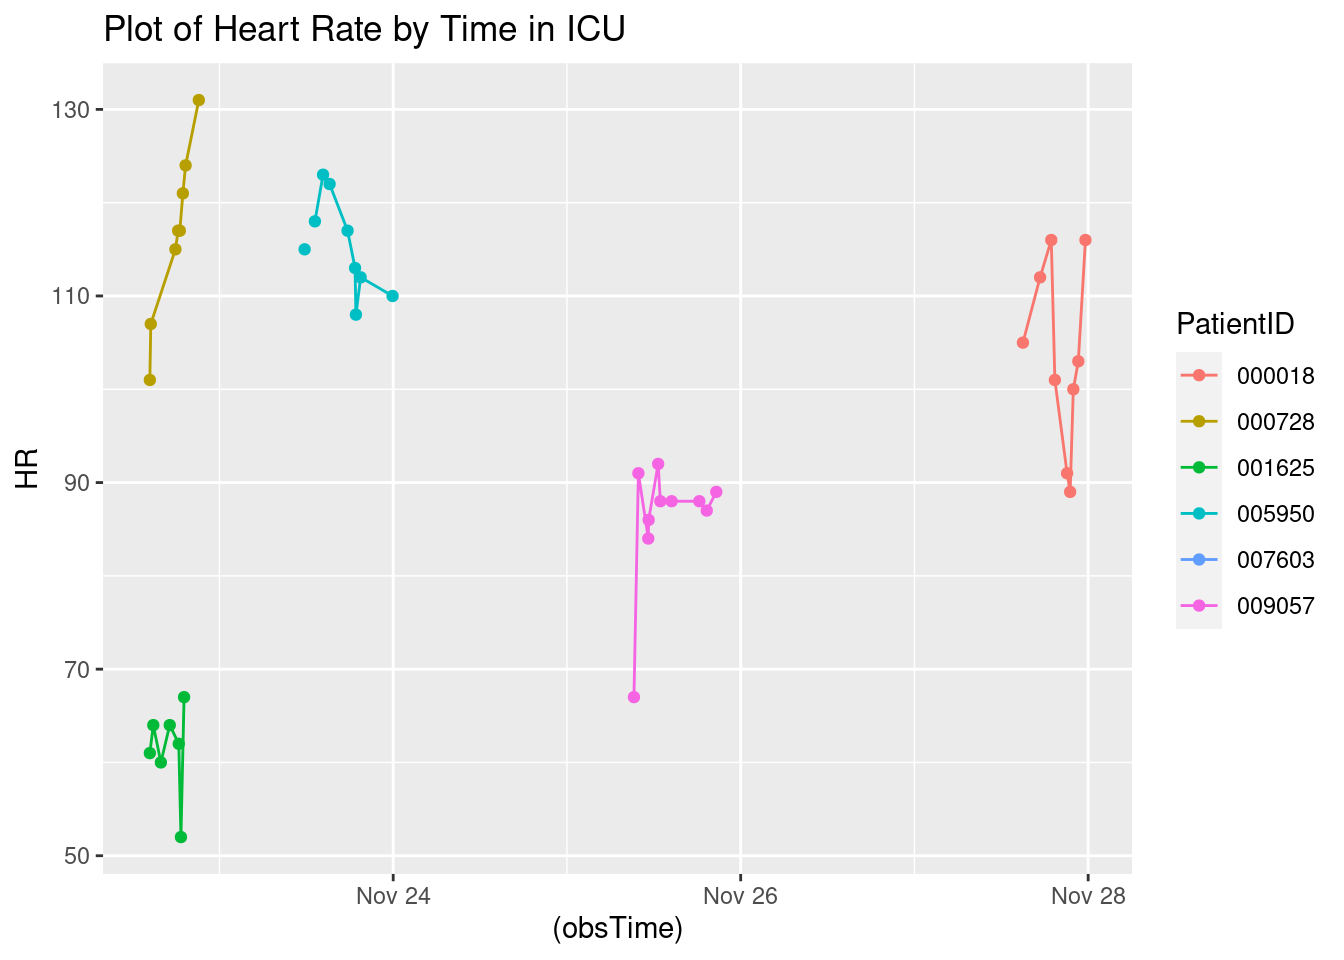 Plot of Heart Rate by Time in ICU
130
110
90
70
50
HR
Nov 24
Nov 26
Nov 28
(obsTime)
PatientID
000018
000728
001625
005950
007603
009057